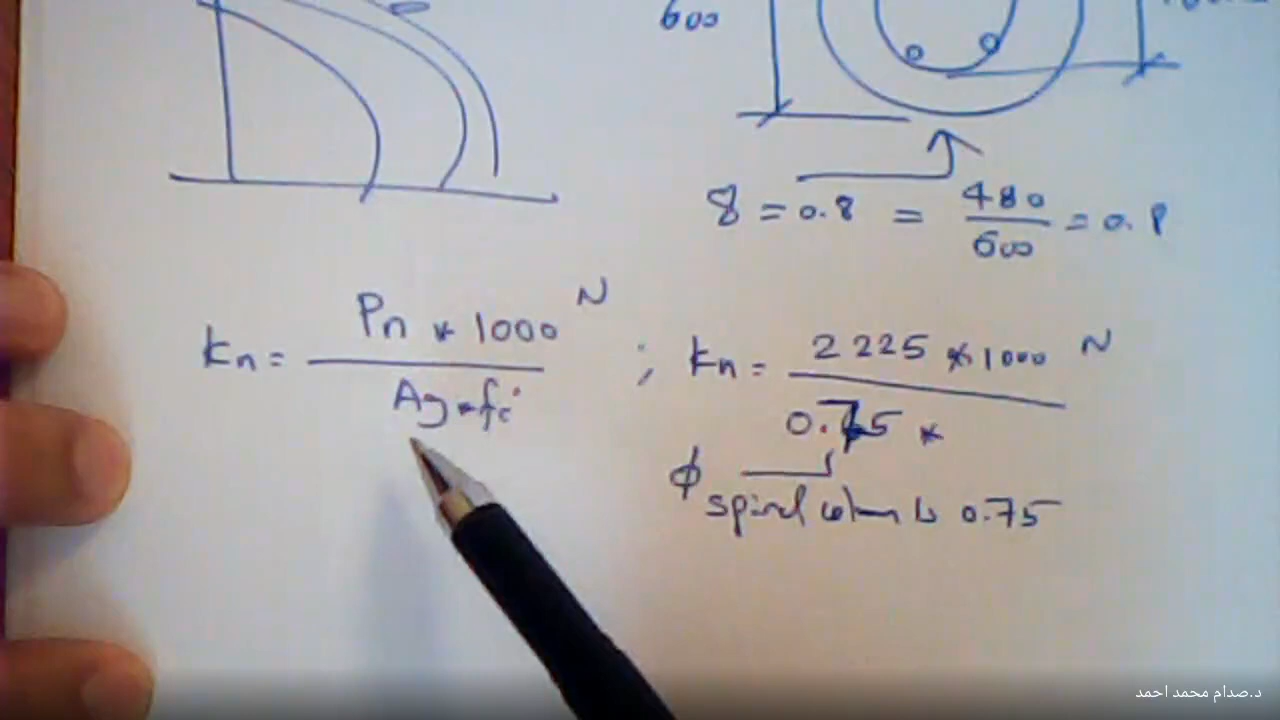 600
γ = 0.8 = 480/600 = 0.8
Kn = Pn * 1000 N / Ag * fc' ; Kn = 2225 * 1000 N / 0.75 *
ϕ spiral column is 0.75
د.صدام محمد احمد